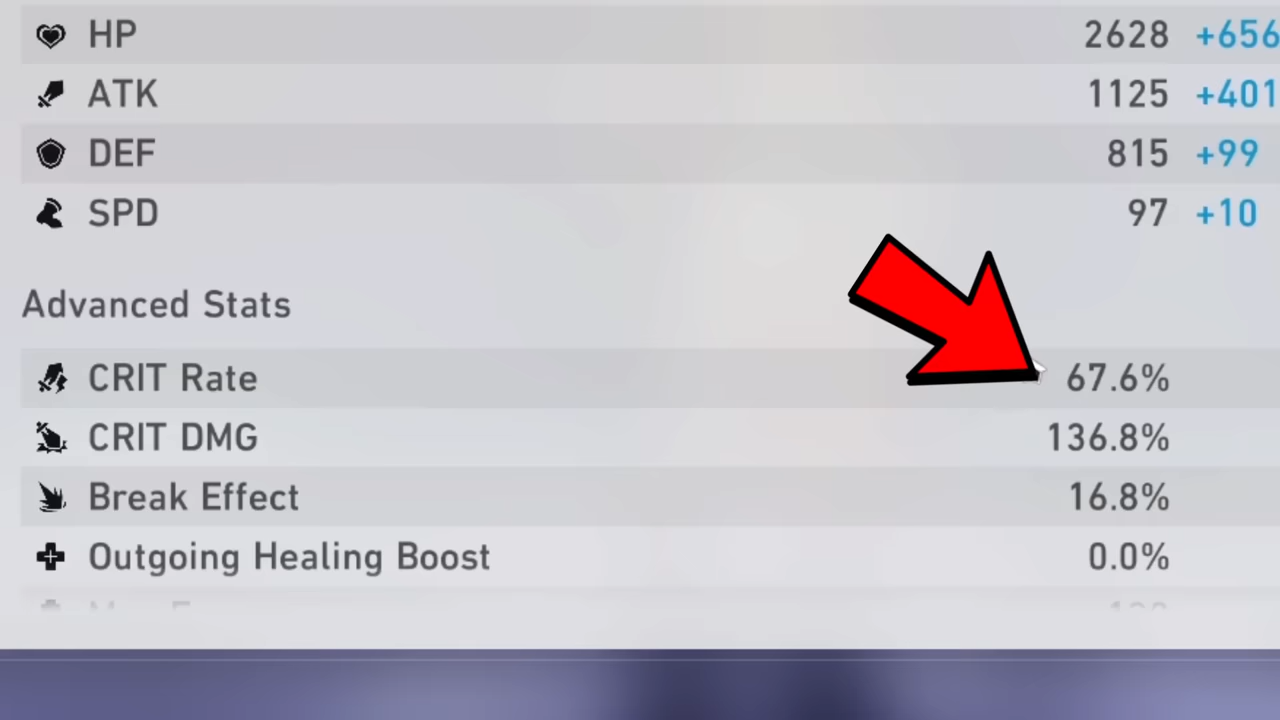 HP 2628 +656
ATK 1125 +401
DEF 815 +99
SPD 97 +10
Advanced Stats
CRIT Rate 67.6%
CRIT DMG 136.8%
Break Effect 16.8%
Outgoing Healing Boost 0.0%